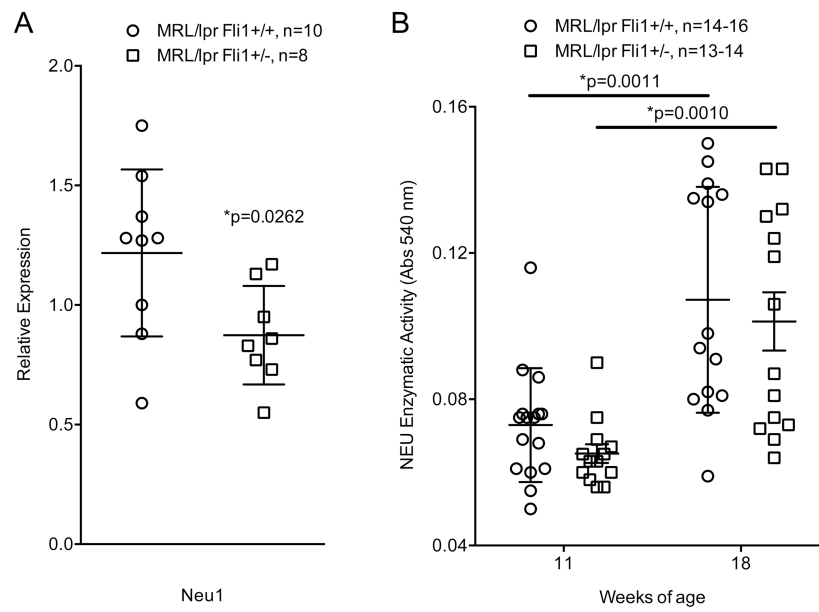 A
MRL/lpr Fli1+/+, n=10
MRL/lpr Fli1+/-, n=8
2.0
1.5
1.0
0.5
0.0
Relative Expression
*p=0.0262
Neu1
B
MRL/lpr Fli1+/+, n=14-16
MRL/lpr Fli1+/-, n=13-14
*p=0.0011
*p=0.0010
0.16
0.12
0.08
0.04
NEU Enzymatic Activity (Abs 540 nm)
11
18
Weeks of age